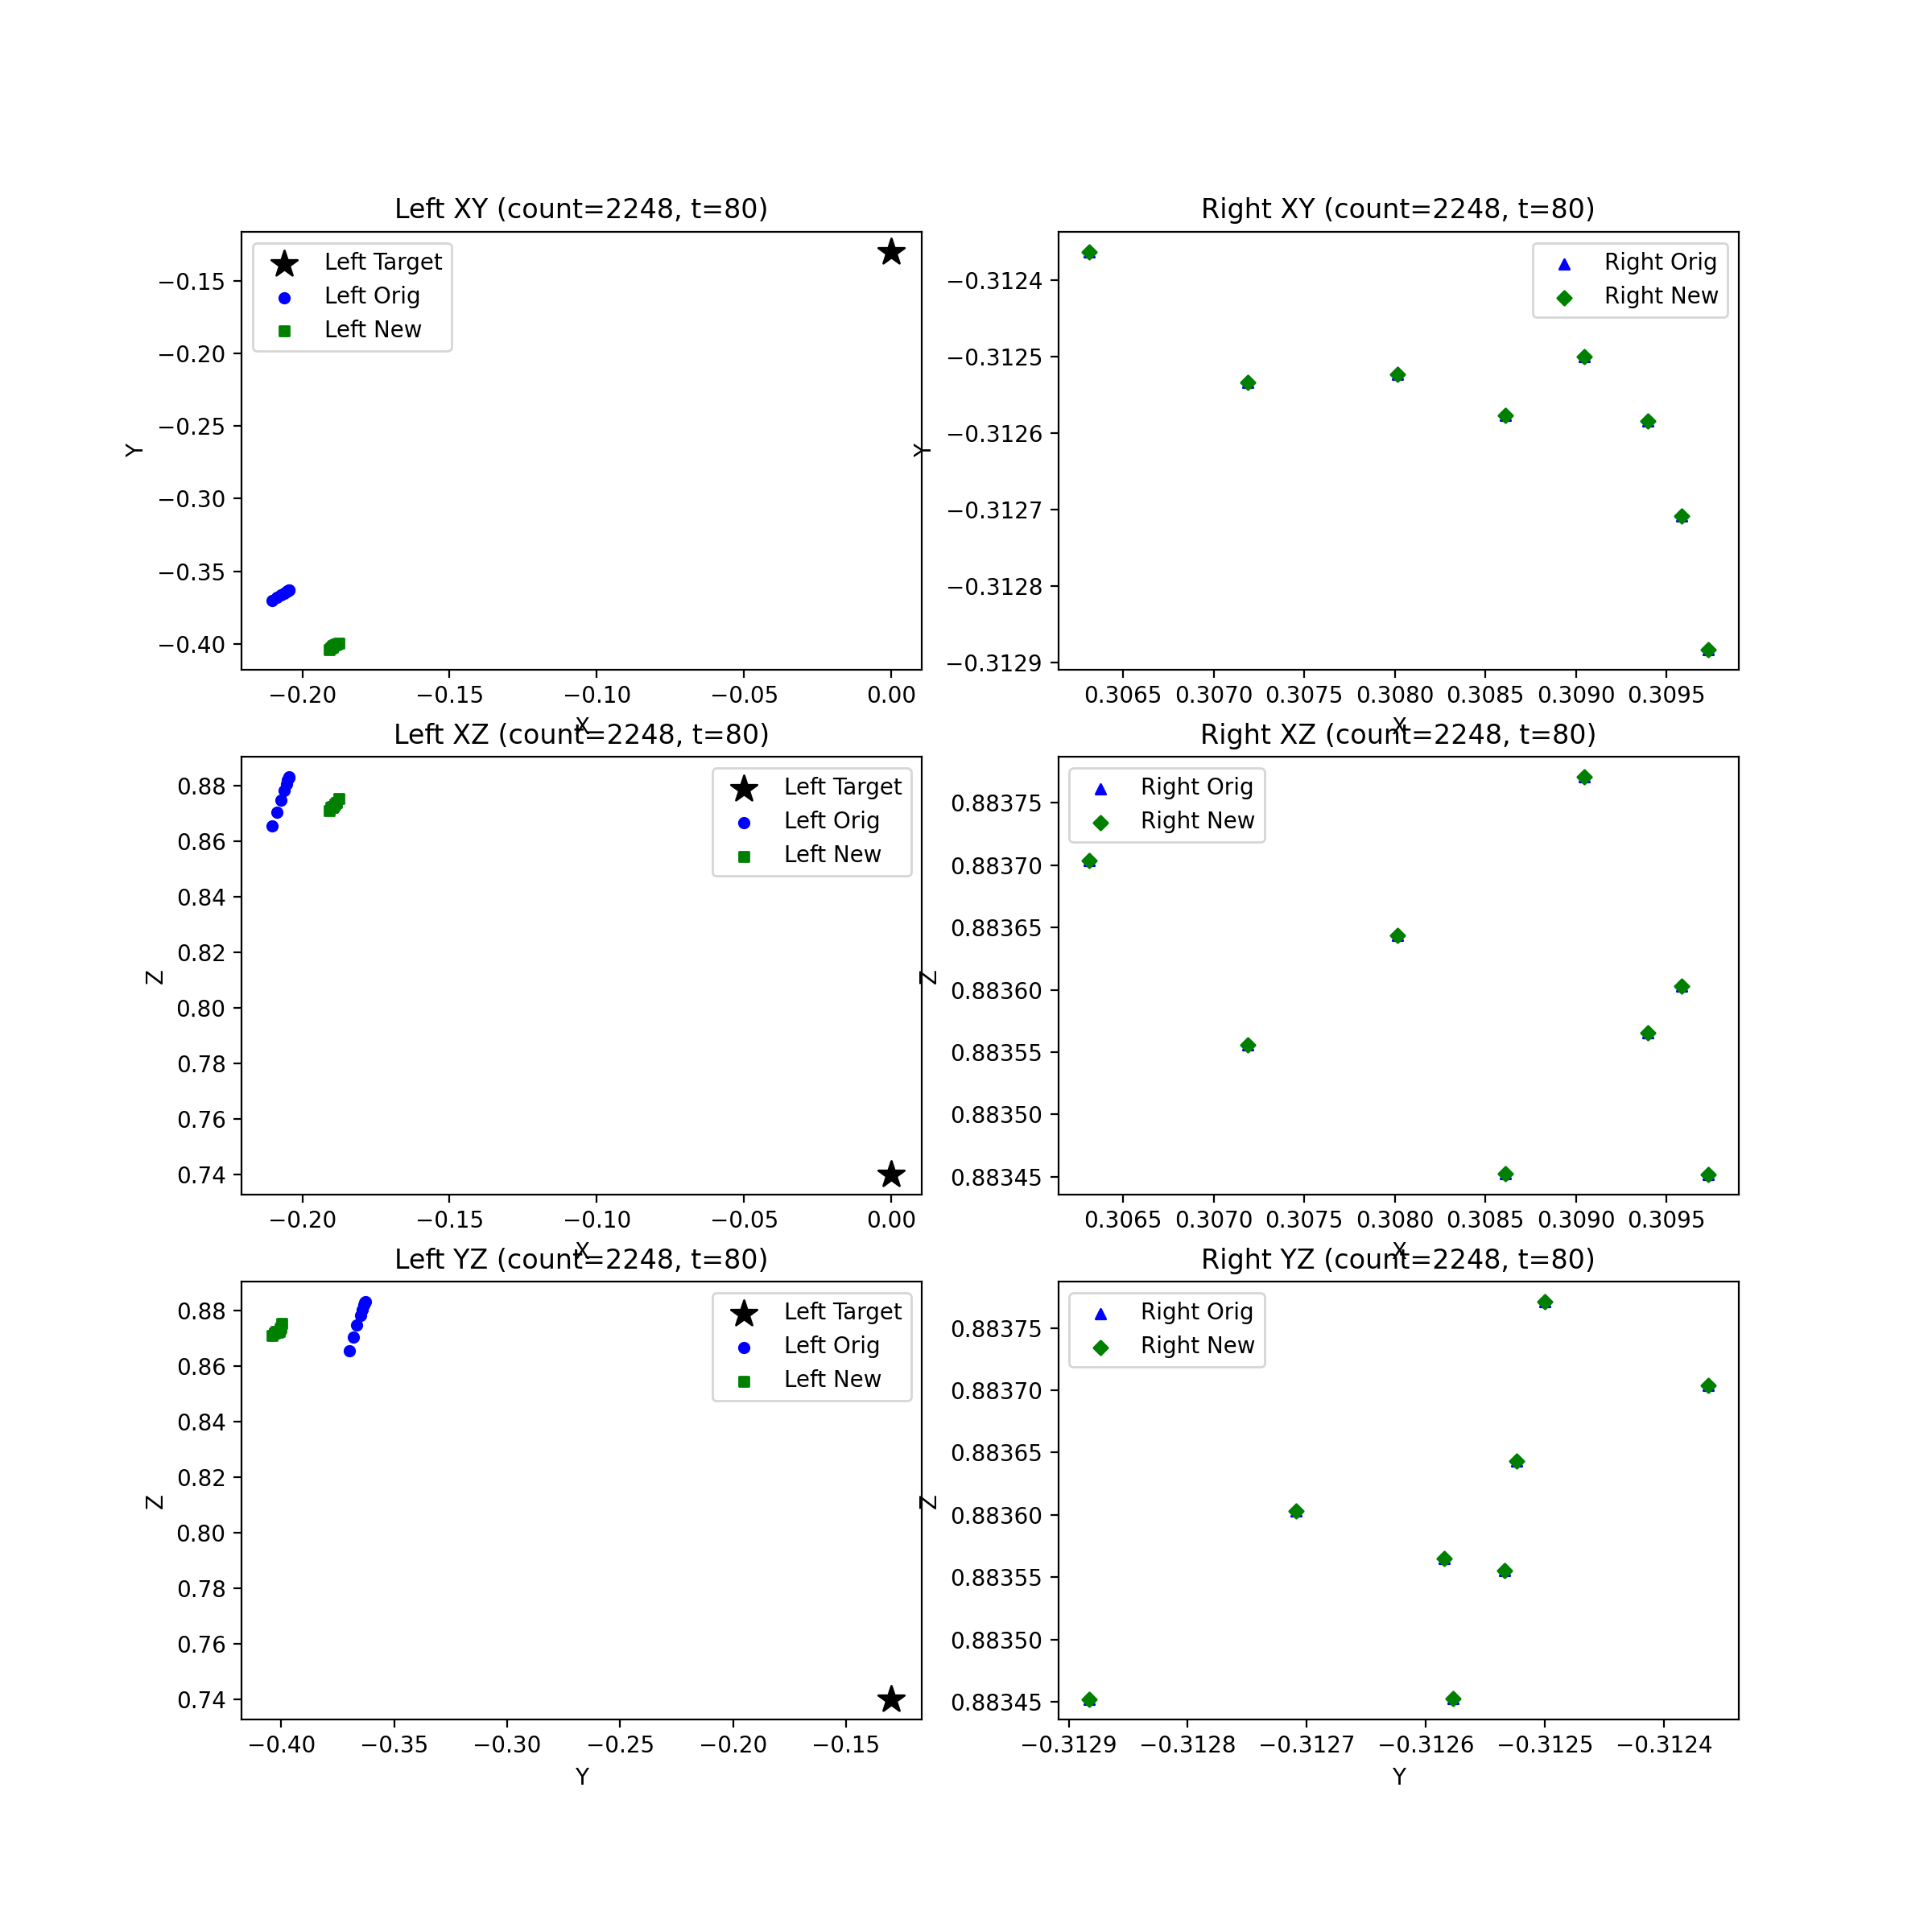 Left XY (count=2248, t=80)
Left Target
Left Orig
Left New
−0.15
−0.20
−0.25
−0.30
−0.35
−0.40
Y
−0.20 −0.15 −0.10 −0.05 0.00
X
Right XY (count=2248, t=80)
Right Orig
Right New
−0.3124
−0.3125
−0.3126
−0.3127
−0.3128
−0.3129
Y
0.3065 0.3070 0.3075 0.3080 0.3085 0.3090 0.3095
X
Left XZ (count=2248, t=80)
Left Target
Left Orig
Left New
0.88
0.86
0.84
0.82
0.80
0.78
0.76
0.74
Z
−0.20 −0.15 −0.10 −0.05 0.00
X
Right XZ (count=2248, t=80)
Right Orig
Right New
0.88375
0.88370
0.88365
0.88360
0.88355
0.88350
0.88345
Z
0.3065 0.3070 0.3075 0.3080 0.3085 0.3090 0.3095
X
Left YZ (count=2248, t=80)
Left Target
Left Orig
Left New
0.88
0.86
0.84
0.82
0.80
0.78
0.76
0.74
Z
−0.40 −0.35 −0.30 −0.25 −0.20 −0.15
Y
Right YZ (count=2248, t=80)
Right Orig
Right New
0.88375
0.88370
0.88365
0.88360
0.88355
0.88350
0.88345
Z
−0.3129 −0.3128 −0.3127 −0.3126 −0.3125 −0.3124
Y